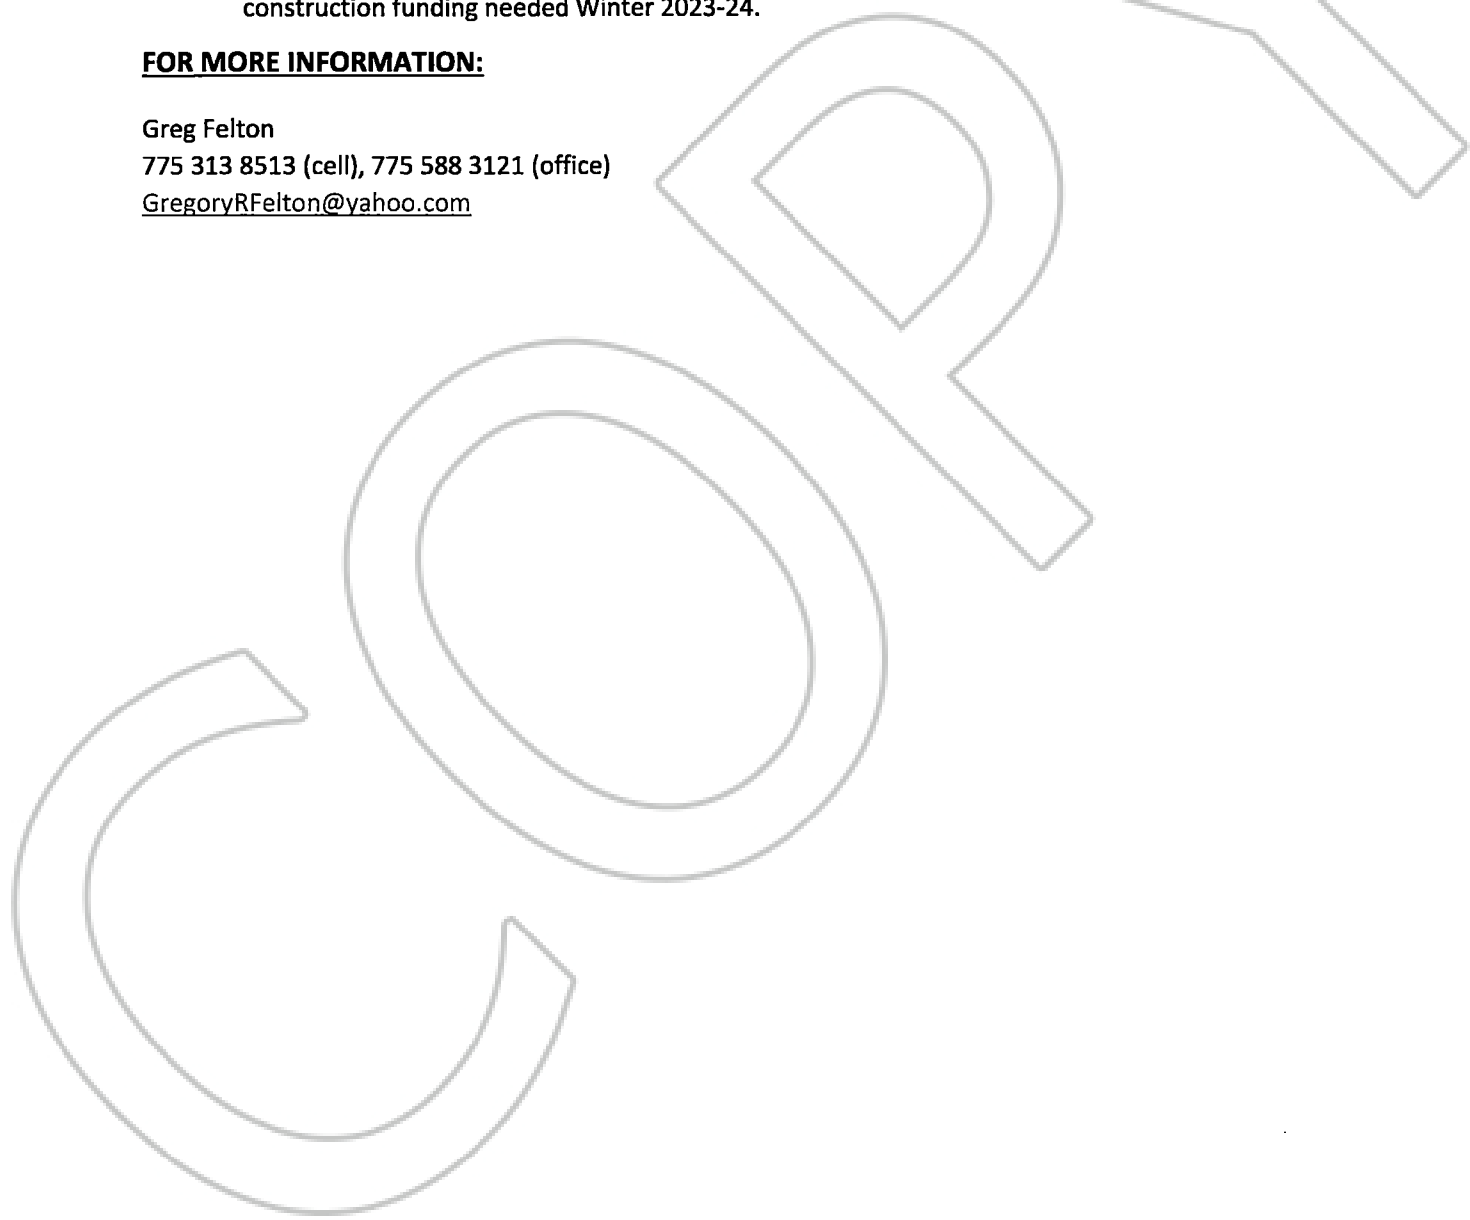 construction funding needed Winter 2023-24.
FOR MORE INFORMATION:
Greg Felton
775 313 8513 (cell), 775 588 3121 (office)
GregoryRFelton@yahoo.com
COPY